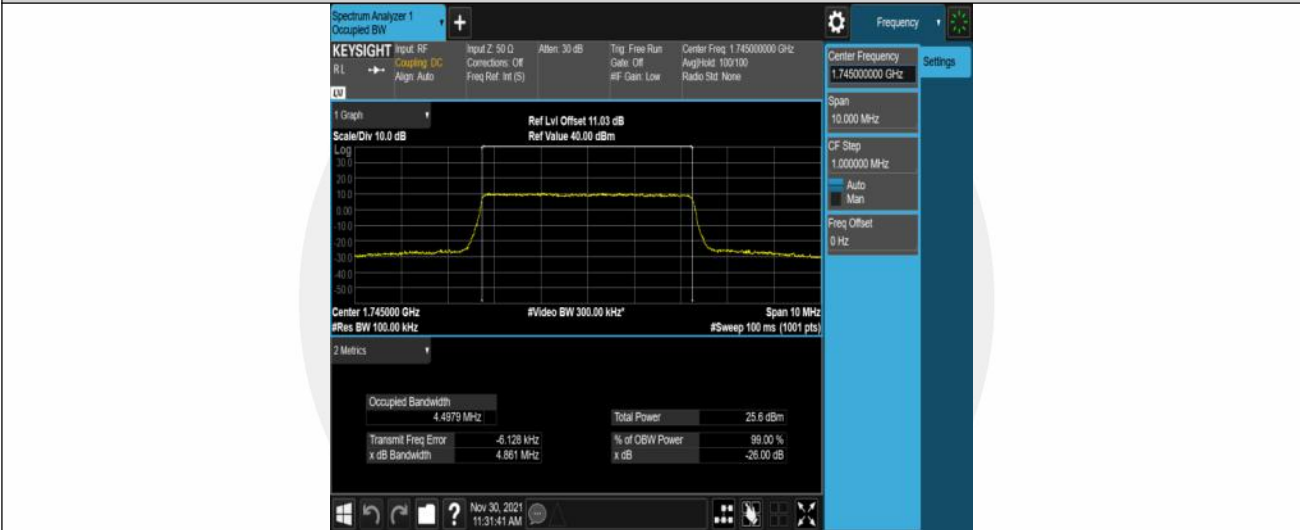 Spectrum Analyzer 1
Occupied BW
+
Frequency
KEYSIGHT
RL
Input: RF
Coupling: DC
Align: Auto
Input Z: 50 Ω
Corrections: Off
Freq Ref: Int (S)
Atten: 30 dB
Trig: Free Run
Gate: Off
#IF Gain: Low
Center Freq: 1.745000000 GHz
Avg|Hold: 100/100
Radio Std: None
Center Frequency
1.745000000 GHz
Settings
Span
10.000 MHz
CF Step
1.000000 MHz
Auto
Man
Freq Offset
0 Hz
1 Graph
Scale/Div 10.0 dB
Ref Lvl Offset 11.03 dB
Ref Value 40.00 dBm
Log
30.0
20.0
10.0
0.00
-10.0
-20.0
-30.0
-40.0
-50.0
Center 1.745000 GHz
#Res BW 100.00 kHz
#Video BW 300.00 kHz*
Span 10 MHz
#Sweep 100 ms (1001 pts)
2 Metrics
Occupied Bandwidth
4.4979 MHz
Total Power 25.6 dBm
Transmit Freq Error -6.128 kHz
% of OBW Power 99.00 %
x dB Bandwidth 4.861 MHz
x dB -26.00 dB
?
Nov 30, 2021
11:31:41 AM